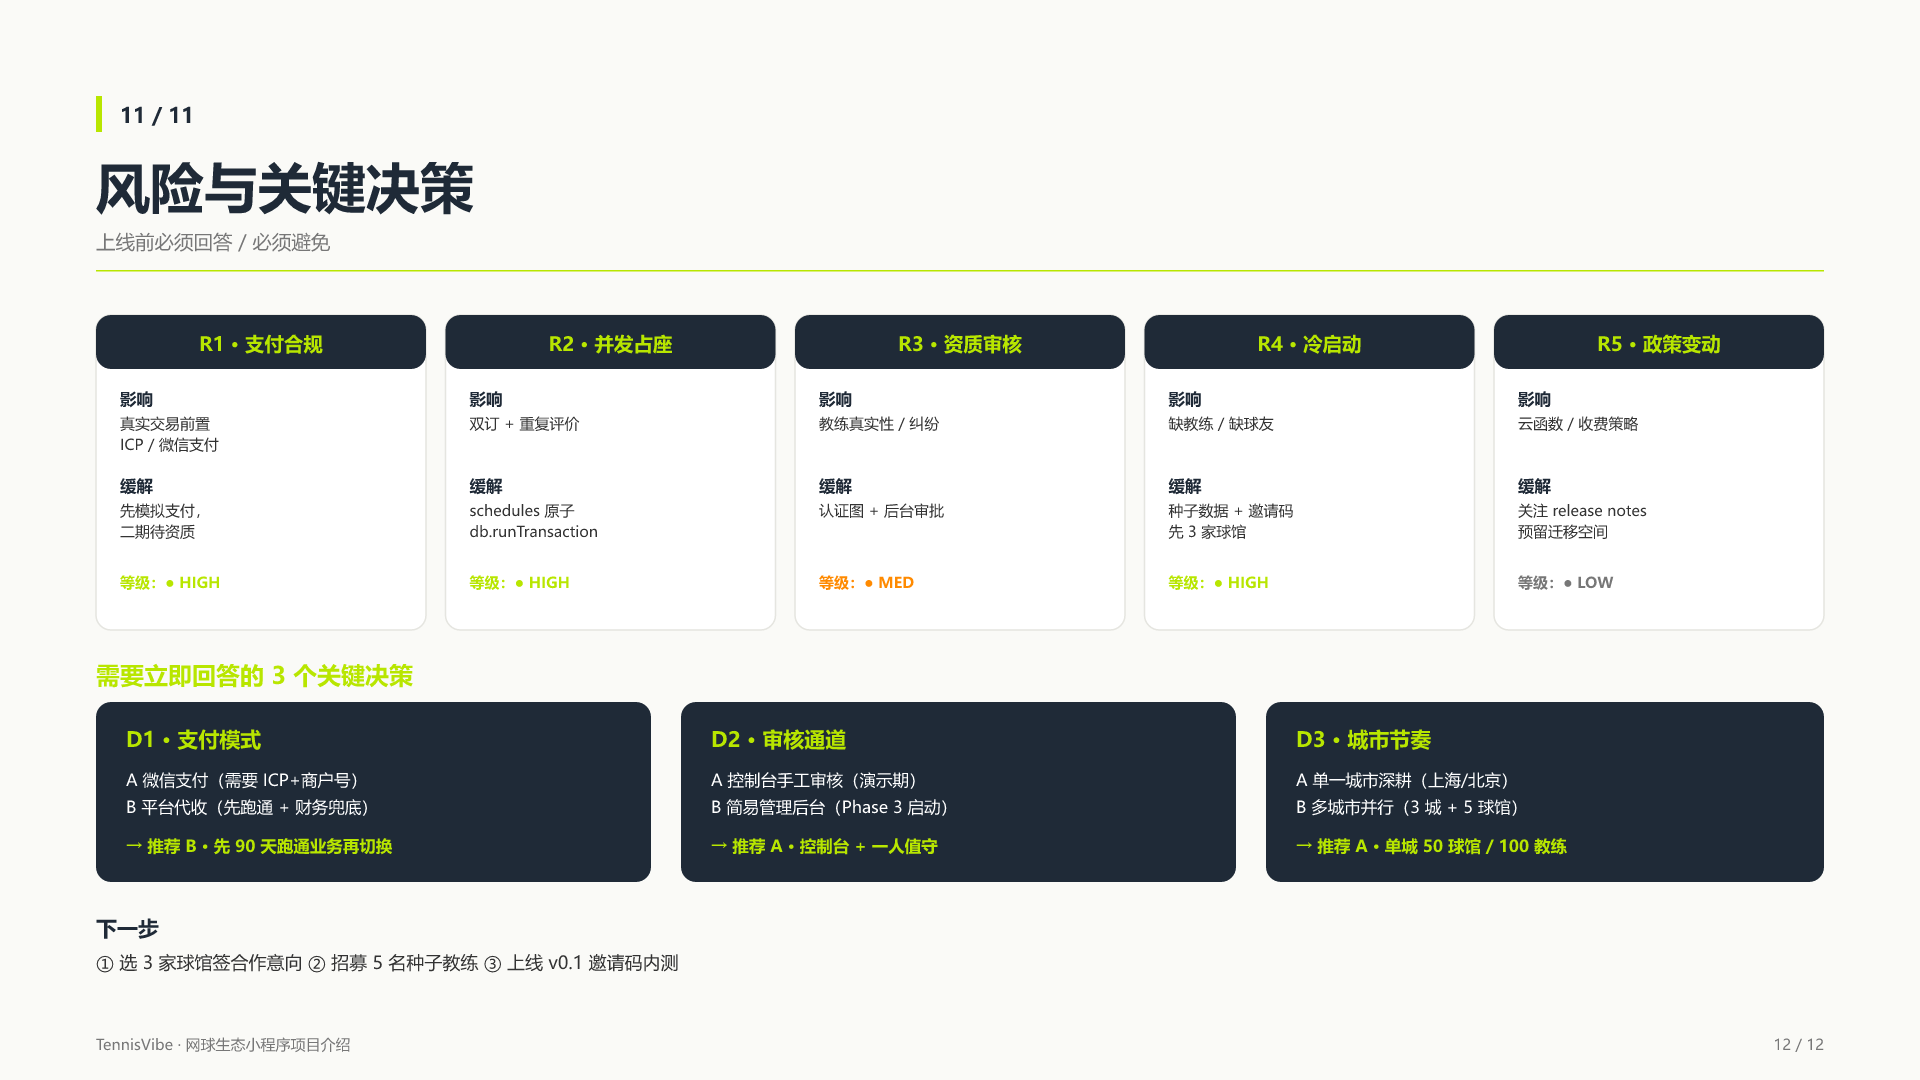 11 / 11
风险与关键决策
上线前必须回答 / 必须避免
R1 • 支付合规
影响
真实交易前置
ICP / 微信支付
缓解
先模拟支付，
二期待资质
等级：● HIGH
R2 • 并发占座
影响
双订 + 重复评价
缓解
schedules 原子
db.runTransaction
等级：● HIGH
R3 • 资质审核
影响
教练真实性 / 纠纷
缓解
认证图 + 后台审批
等级：● MED
R4 • 冷启动
影响
缺教练 / 缺球友
缓解
种子数据 + 邀请码
先 3 家球馆
等级：● HIGH
R5 • 政策变动
影响
云函数 / 收费策略
缓解
关注 release notes
预留迁移空间
等级：● LOW
需要立即回答的 3 个关键决策
D1 • 支付模式
A 微信支付（需要 ICP+商户号）
B 平台代收（先跑通 + 财务兜底）
→ 推荐 B • 先 90 天跑通业务再切换
D2 • 审核通道
A 控制台手工审核（演示期）
B 简易管理后台（Phase 3 启动）
→ 推荐 A • 控制台 + 一人值守
D3 • 城市节奏
A 单一城市深耕（上海/北京）
B 多城市并行（3 城 + 5 球馆）
→ 推荐 A • 单城 50 球馆 / 100 教练
下一步
① 选 3 家球馆签合作意向 ② 招募 5 名种子教练 ③ 上线 v0.1 邀请码内测
TennisVibe · 网球生态小程序项目介绍
12 / 12